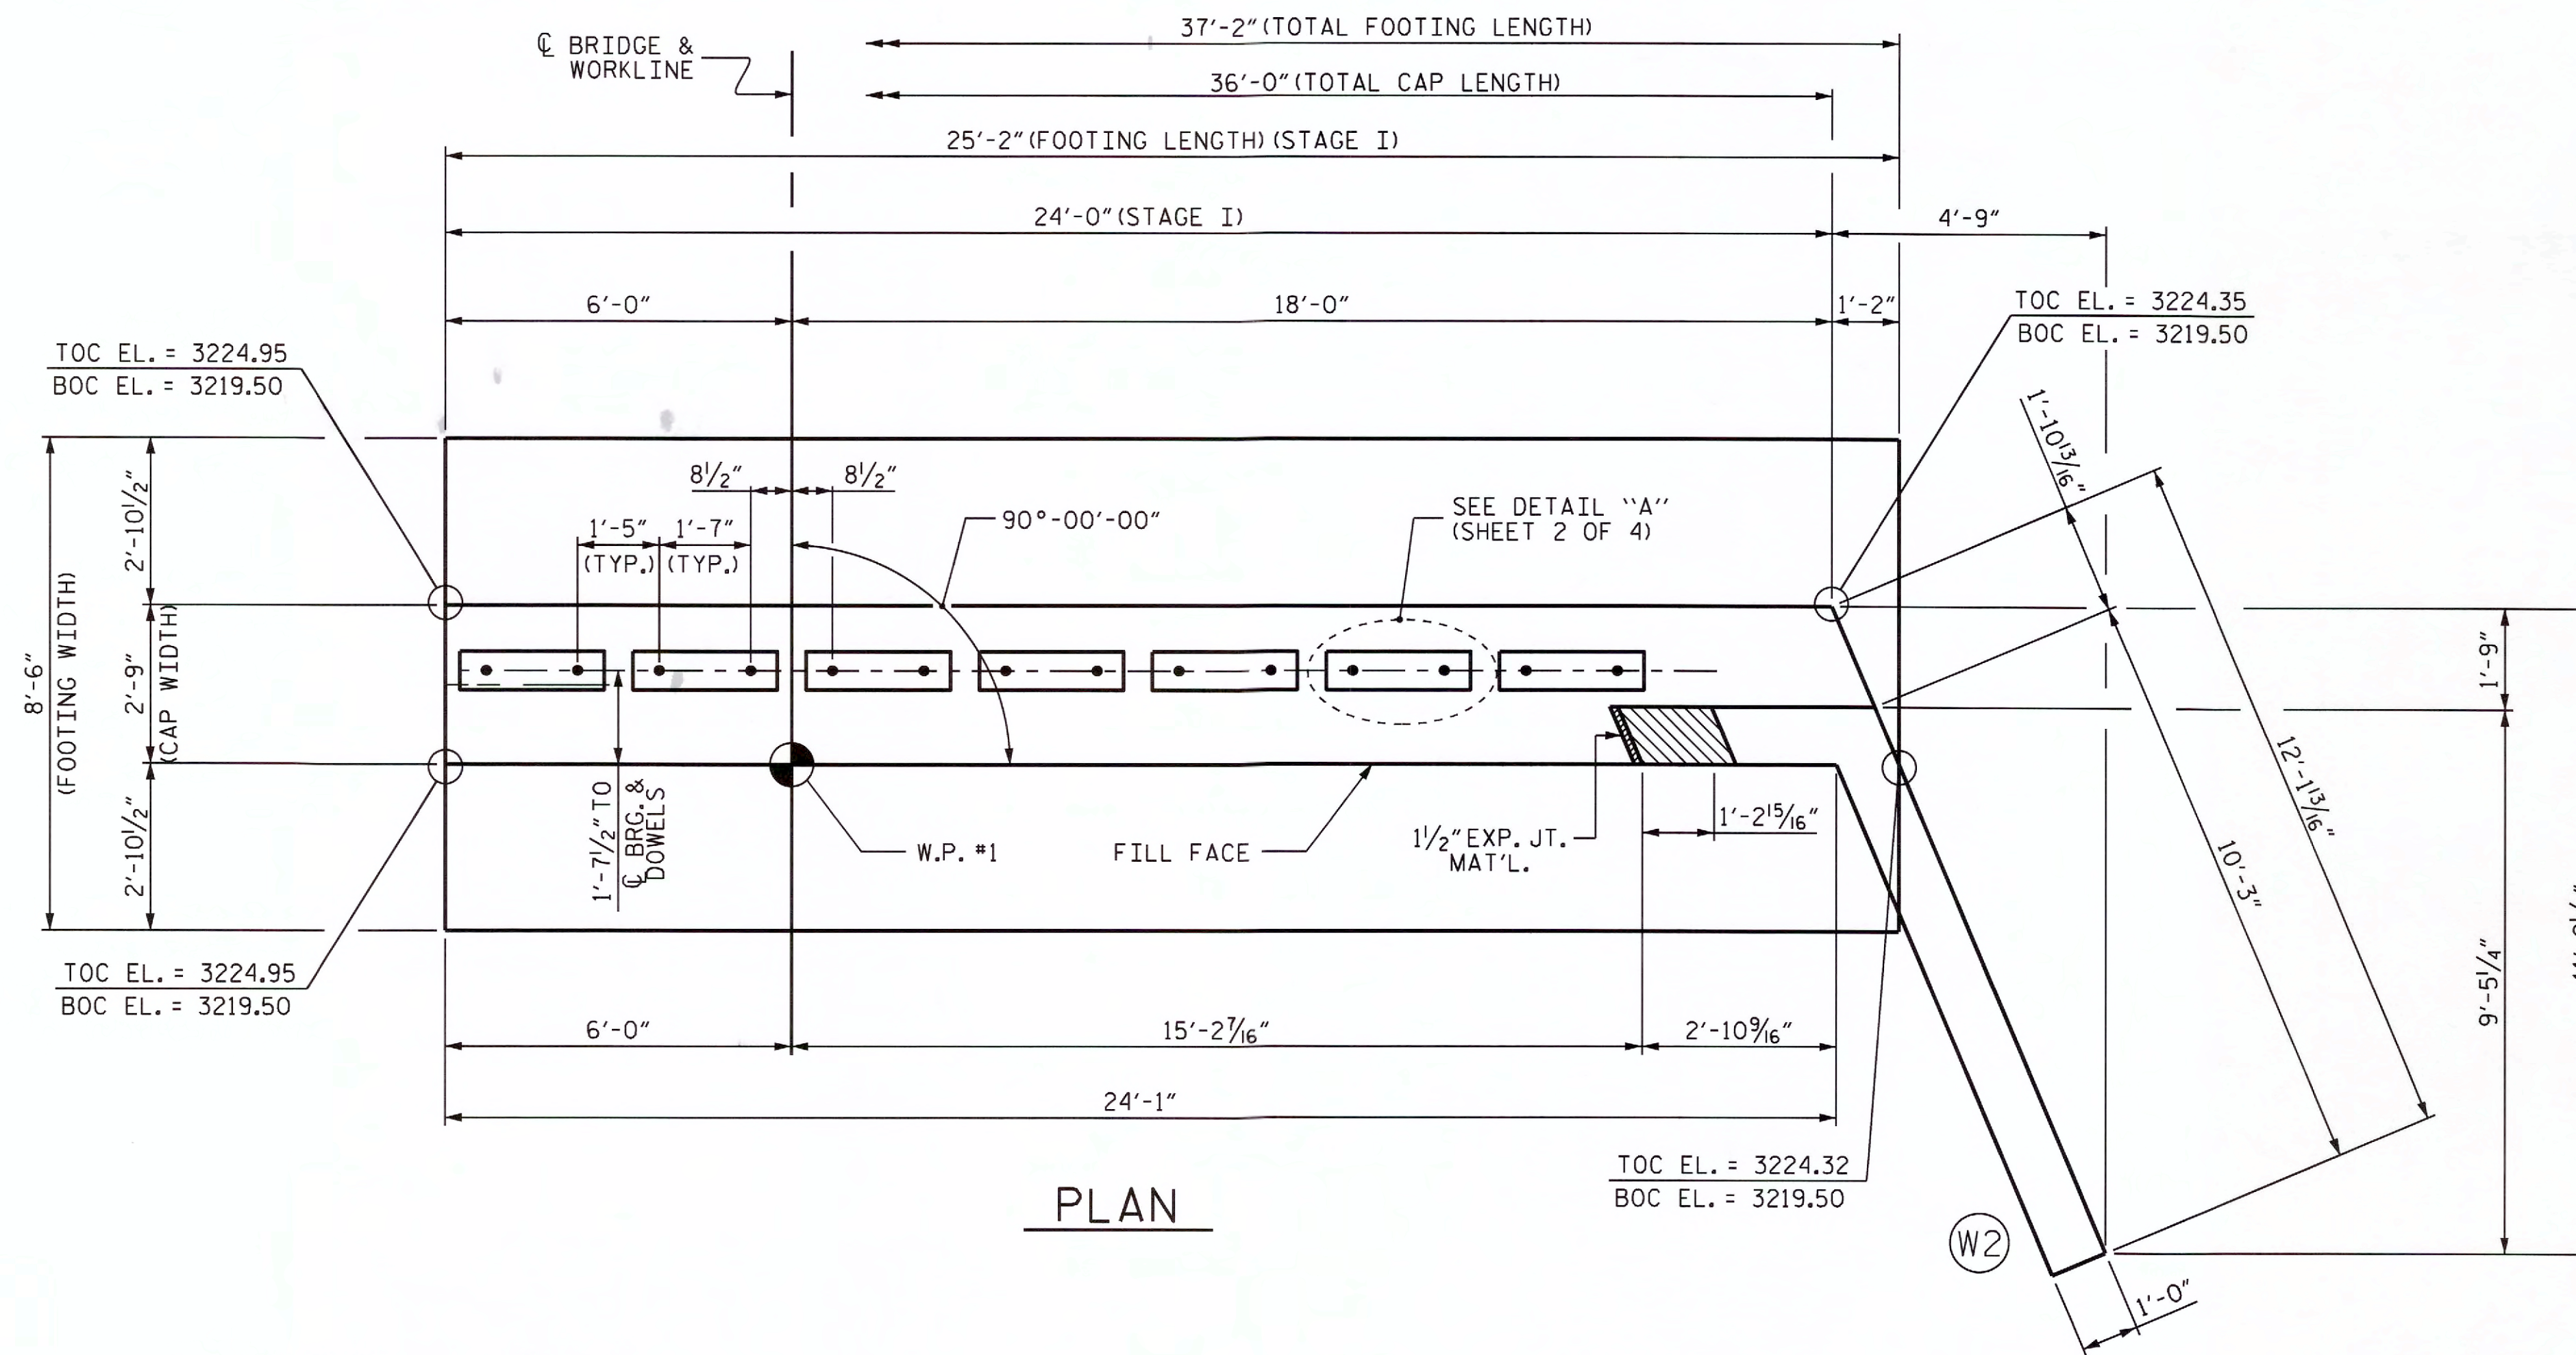 37'-2" (TOTAL FOOTING LENGTH)
℄ BRIDGE &
WORKLINE
36'-0" (TOTAL CAP LENGTH)
25'-2" (FOOTING LENGTH) (STAGE I)
24'-0" (STAGE I)
4'-9"
6'-0"
18'-0"
1'-2"
TOC EL. = 3224.35
BOC EL. = 3219.50
TOC EL. = 3224.95
BOC EL. = 3219.50
1'-10 13/16"
8 1/2"
8 1/2"
2'-10 1/2"
1'-5"
(TYP.)
1'-7"
(TYP.)
90°-00'-00"
SEE DETAIL "A"
(SHEET 2 OF 4)
8'-6"
(FOOTING WIDTH)
2'-9"
(CAP WIDTH)
1'-9"
12'-1 13/16"
2'-10 1/2"
1'-7 1/2" TO
℄ BRG. &
DOWELS
W.P. #1
FILL FACE
1 1/2" EXP. JT.
MAT'L.
1'-2 15/16"
10'-3"
9'-5 1/4"
TOC EL. = 3224.95
BOC EL. = 3219.50
6'-0"
15'-2 7/16"
2'-10 9/16"
24'-1"
TOC EL. = 3224.32
BOC EL. = 3219.50
PLAN
W2
1'-0"